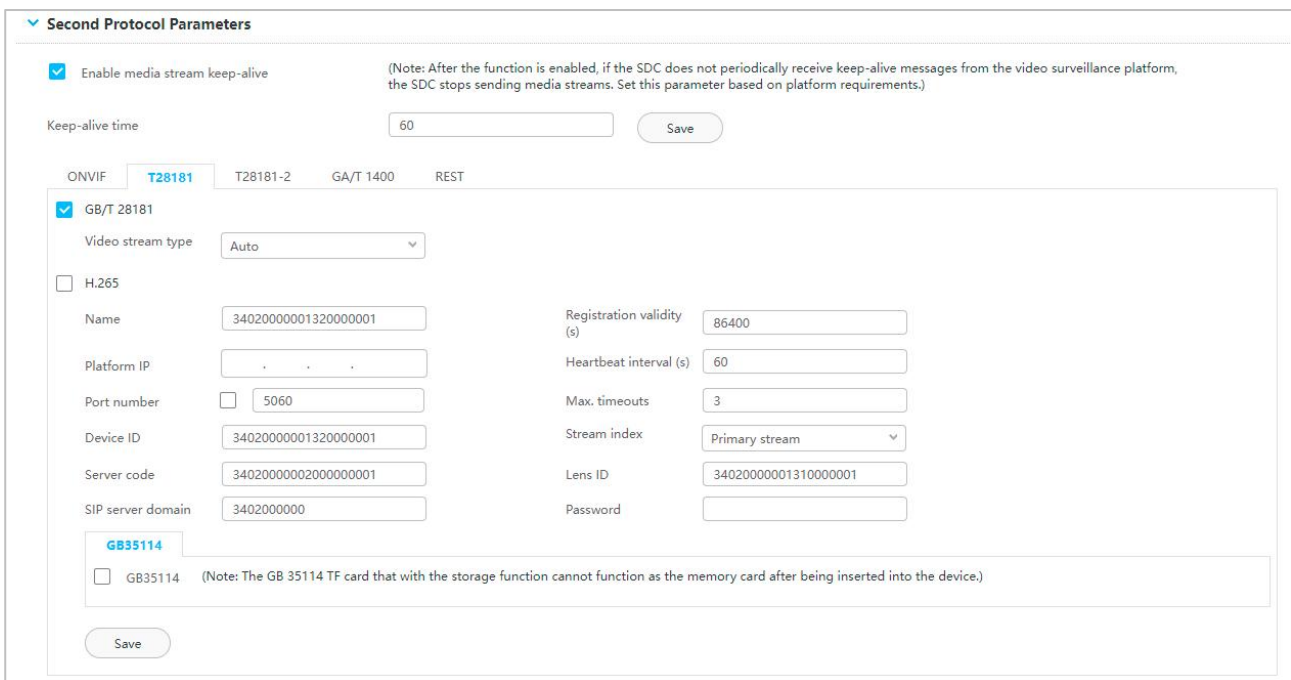 Second Protocol Parameters
Enable media stream keep-alive
(Note: After the function is enabled, if the SDC does not periodically receive keep-alive messages from the video surveillance platform,
the SDC stops sending media streams. Set this parameter based on platform requirements.)
Keep-alive time 60 Save
ONVIF T28181 T28181-2 GA/T 1400 REST
GB/T 28181
Video stream type Auto
H.265
Name 34020000001320000001 Registration validity
(s) 86400
Platform IP . . . Heartbeat interval (s) 60
Port number 5060 Max. timeouts 3
Device ID 34020000001320000001 Stream index Primary stream
Server code 34020000002000000001 Lens ID 34020000001310000001
SIP server domain 3402000000 Password
GB35114
GB35114 (Note: The GB 35114 TF card that with the storage function cannot function as the memory card after being inserted into the device.)
Save